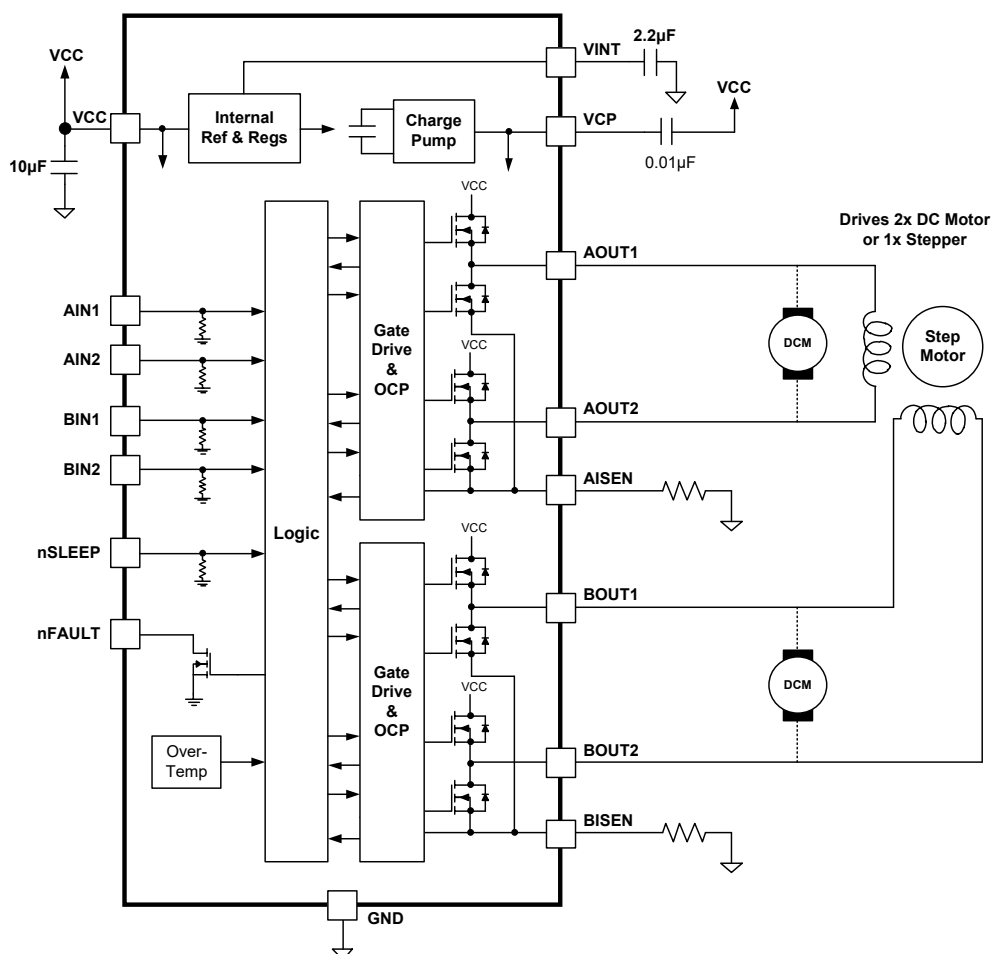 VCC
VCC
10µF
VINT
2.2µF
Internal
Ref & Regs
Charge
Pump
VCP
VCC
0.01µF
Drives 2x DC Motor
or 1x Stepper
VCC
AOUT1
AIN1
AIN2
BIN1
BIN2
Gate
Drive
&
OCP
VCC
DCM
Step
Motor
AOUT2
AISEN
nSLEEP
Logic
VCC
BOUT1
nFAULT
Gate
Drive
&
OCP
VCC
DCM
Over-
Temp
BOUT2
BISEN
GND